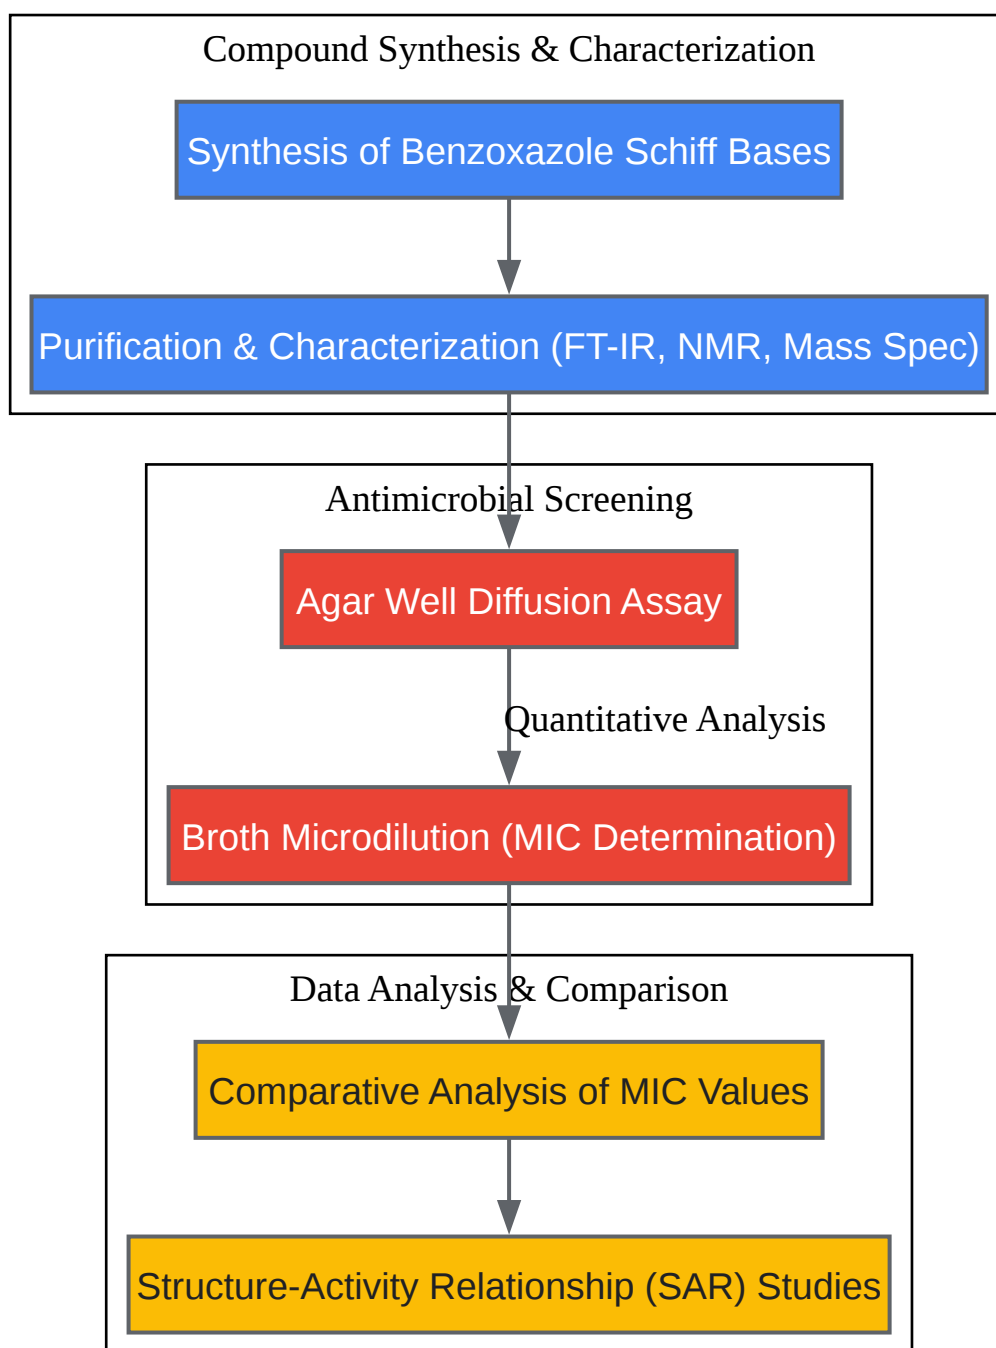 Compound Synthesis & Characterization
Synthesis of Benzoxazole Schiff Bases
Purification & Characterization (FT-IR, NMR, Mass Spec)
Antimicrobial Screening
Agar Well Diffusion Assay
Quantitative Analysis
Broth Microdilution (MIC Determination)
Data Analysis & Comparison
Comparative Analysis of MIC Values
Structure-Activity Relationship (SAR) Studies